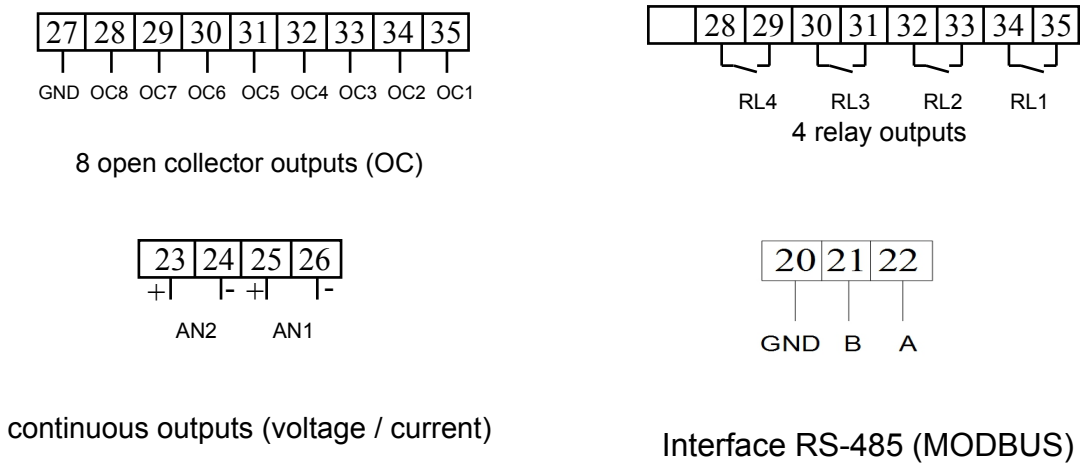 27 28 29 30 31 32 33 34 35
GND OC8 OC7 OC6 OC5 OC4 OC3 OC2 OC1
8 open collector outputs (OC)
28 29 30 31 32 33 34 35
RL4 RL3 RL2 RL1
4 relay outputs
23 24 25 26
+ - + -
AN2 AN1
continuous outputs (voltage / current)
20 21 22
GND B A
Interface RS-485 (MODBUS)